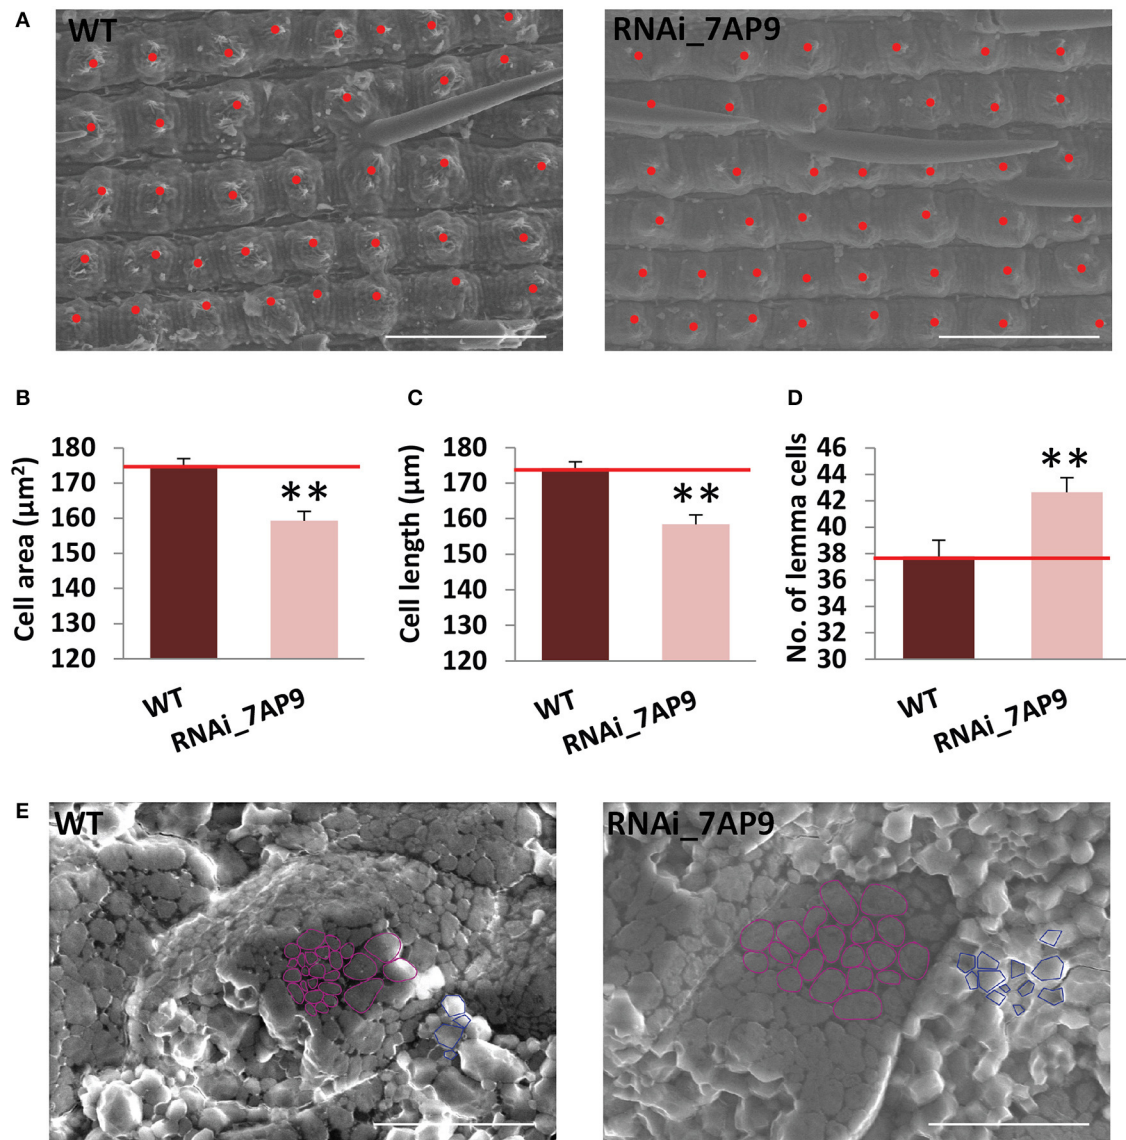 A
WT
RNAi_7AP9
B
C
D
Cell area (µm²)
180
170
160
150
140
130
120
**
WT
RNAi_7AP9
Cell length (µm)
180
170
160
150
140
130
120
**
WT
RNAi_7AP9
No. of lemma cells
46
44
42
40
38
36
34
32
30
**
WT
RNAi_7AP9
E
WT
RNAi_7AP9